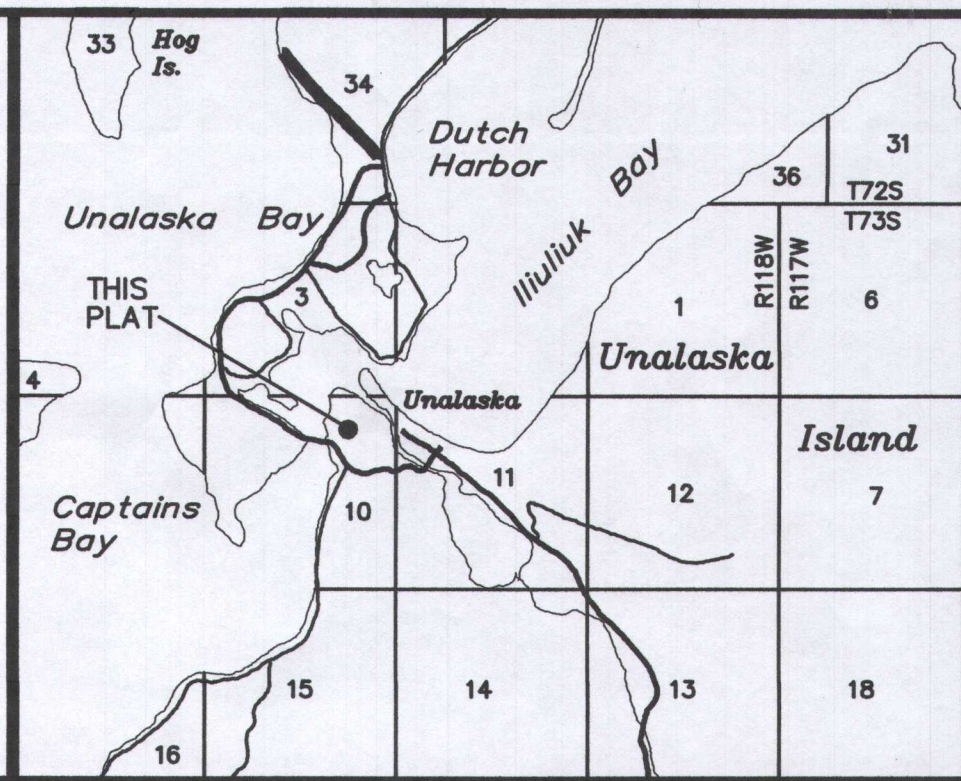 33
Hog
Is.
34
Dutch
Harbor
Bay
31
36
T72S
T73S
Unalaska Bay
Iliuliuk
R118W
R117W
THIS
PLAT
3
1
6
Unalaska
4
Unalaska
Island
10
11
12
7
Captains
Bay
15
14
13
18
16